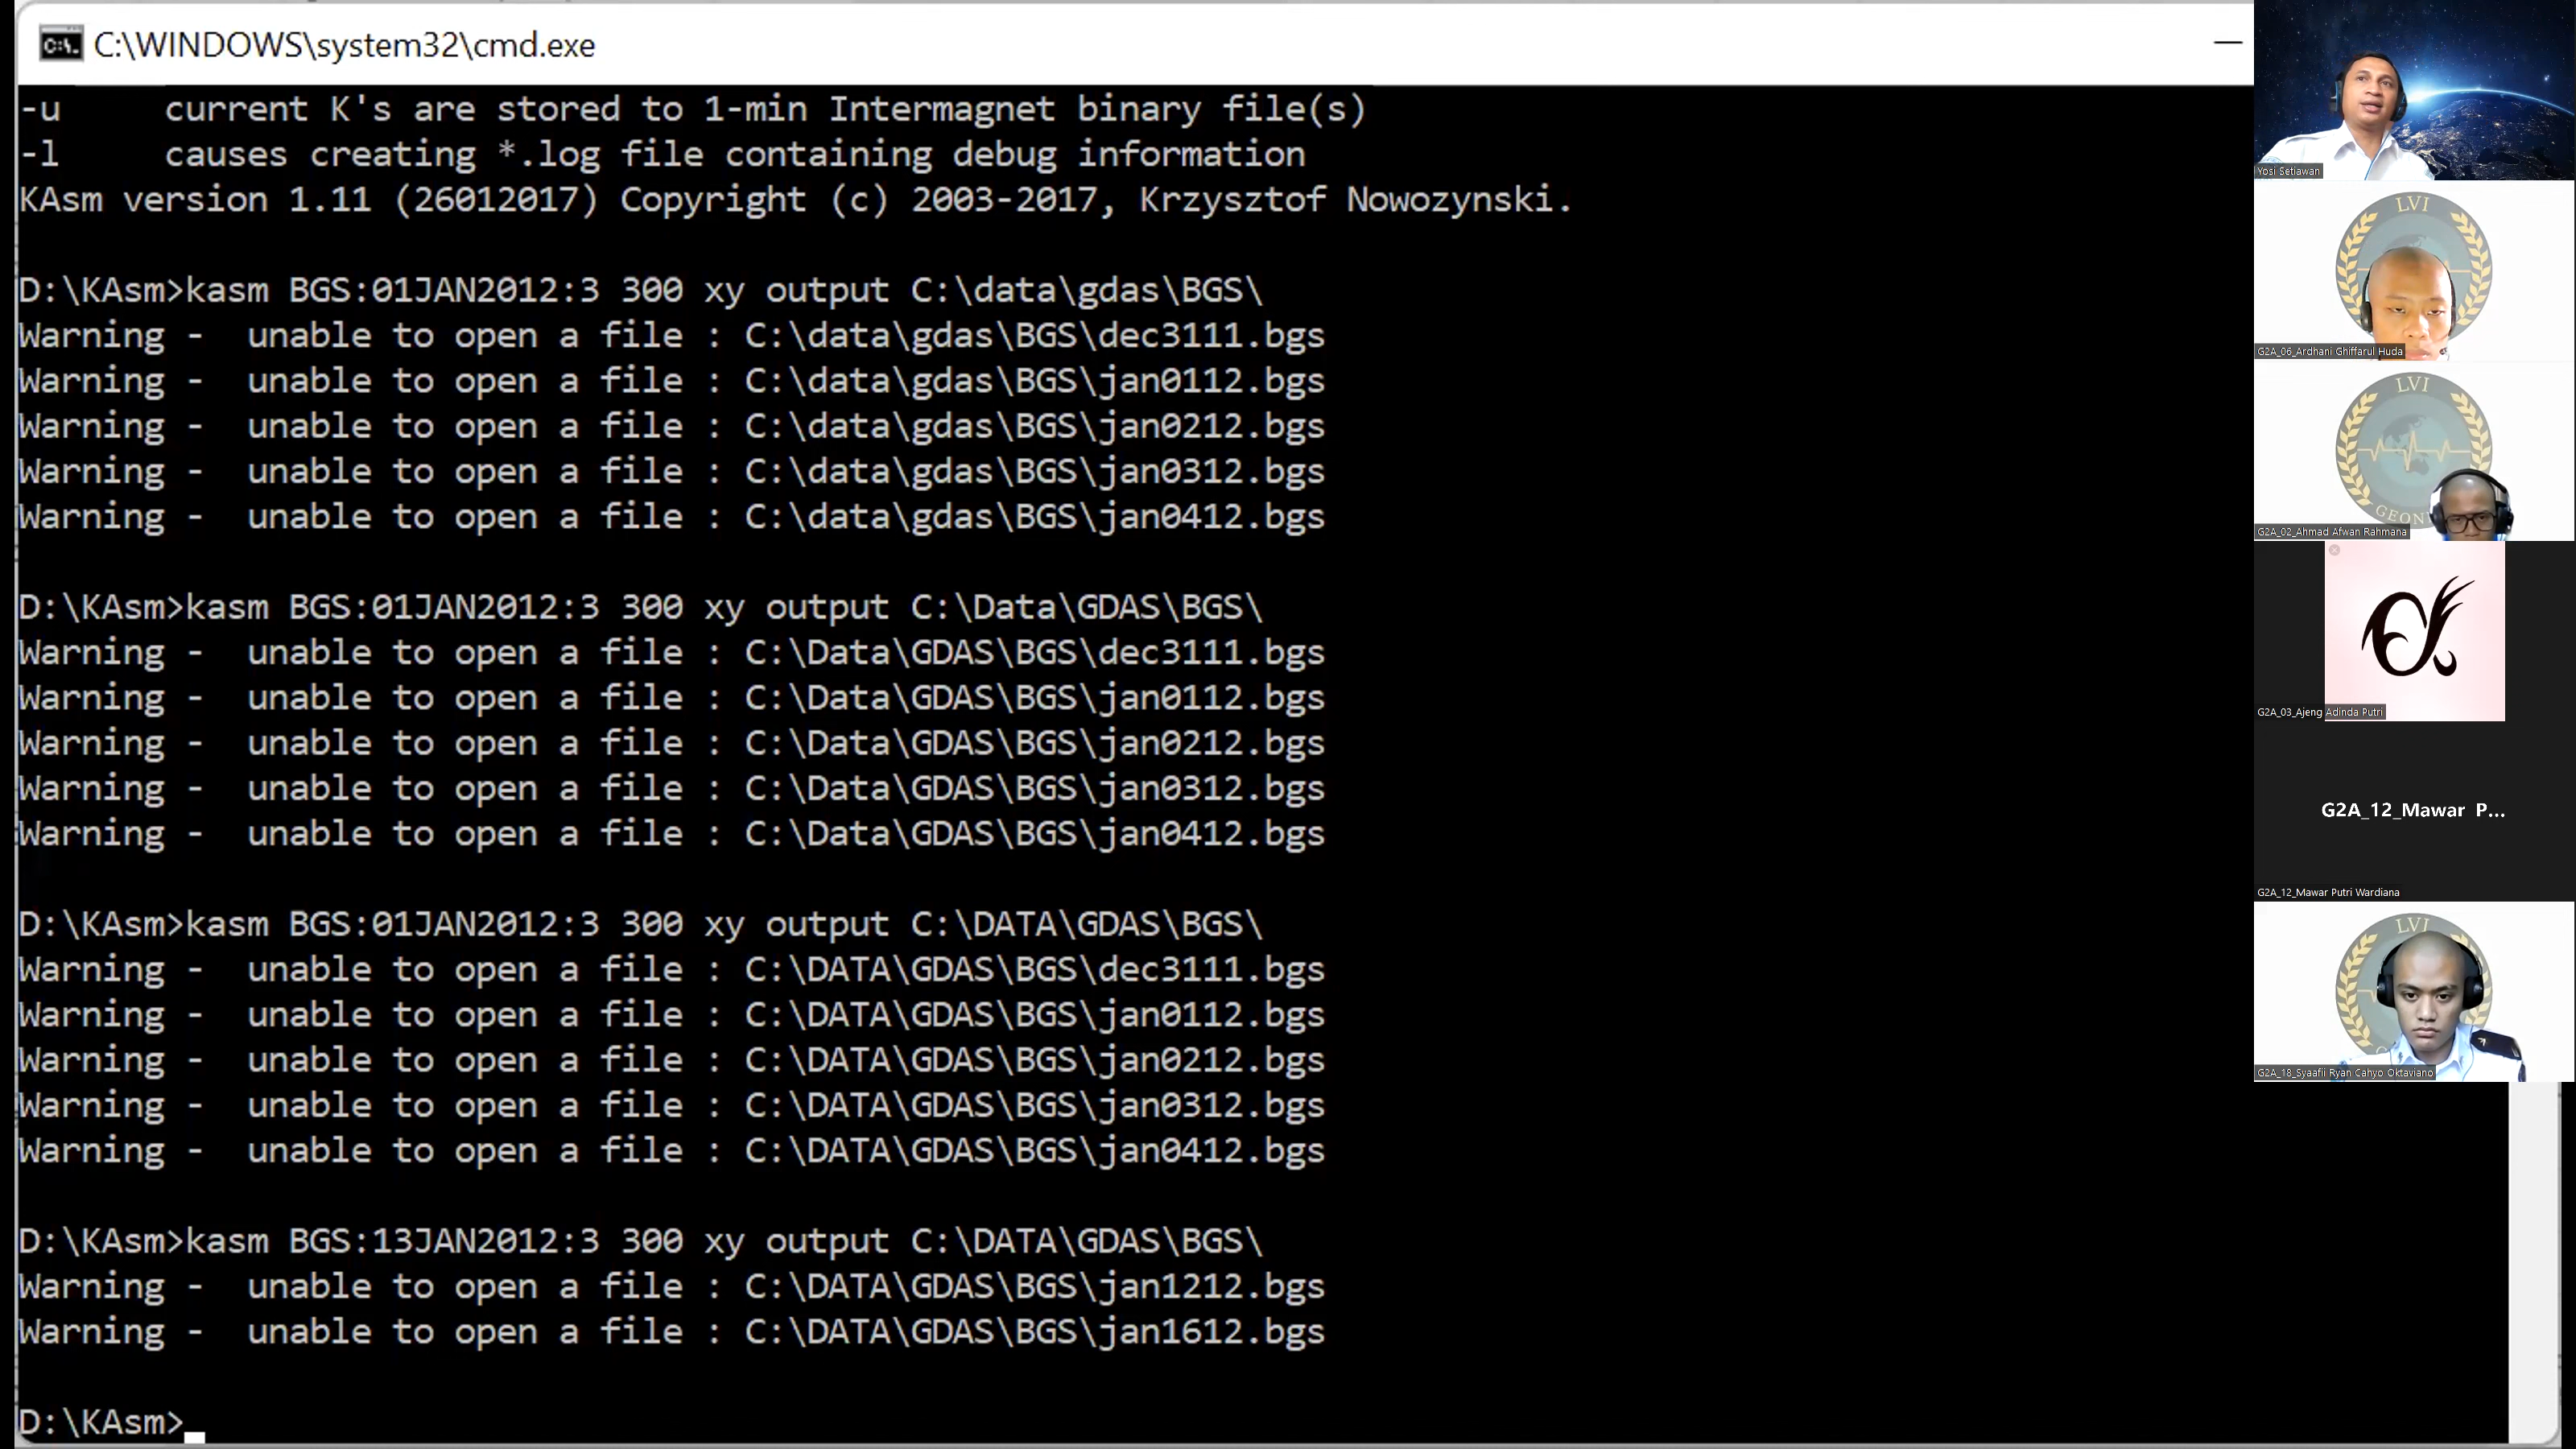 C:\WINDOWS\system32\cmd.exe
-u     current K's are stored to 1-min Intermagnet binary file(s)
-l     causes creating *.log file containing debug information
KAsm version 1.11 (26012017) Copyright (c) 2003-2017, Krzysztof Nowozynski.
D:\KAsm>kasm BGS:01JAN2012:3 300 xy output C:\data\gdas\BGS\
Warning -  unable to open a file : C:\data\gdas\BGS\dec3111.bgs
Warning -  unable to open a file : C:\data\gdas\BGS\jan0112.bgs
Warning -  unable to open a file : C:\data\gdas\BGS\jan0212.bgs
Warning -  unable to open a file : C:\data\gdas\BGS\jan0312.bgs
Warning -  unable to open a file : C:\data\gdas\BGS\jan0412.bgs
D:\KAsm>kasm BGS:01JAN2012:3 300 xy output C:\Data\GDAS\BGS\
Warning -  unable to open a file : C:\Data\GDAS\BGS\dec3111.bgs
Warning -  unable to open a file : C:\Data\GDAS\BGS\jan0112.bgs
Warning -  unable to open a file : C:\Data\GDAS\BGS\jan0212.bgs
Warning -  unable to open a file : C:\Data\GDAS\BGS\jan0312.bgs
Warning -  unable to open a file : C:\Data\GDAS\BGS\jan0412.bgs
D:\KAsm>kasm BGS:01JAN2012:3 300 xy output C:\DATA\GDAS\BGS\
Warning -  unable to open a file : C:\DATA\GDAS\BGS\dec3111.bgs
Warning -  unable to open a file : C:\DATA\GDAS\BGS\jan0112.bgs
Warning -  unable to open a file : C:\DATA\GDAS\BGS\jan0212.bgs
Warning -  unable to open a file : C:\DATA\GDAS\BGS\jan0312.bgs
Warning -  unable to open a file : C:\DATA\GDAS\BGS\jan0412.bgs
D:\KAsm>kasm BGS:13JAN2012:3 300 xy output C:\DATA\GDAS\BGS\
Warning -  unable to open a file : C:\DATA\GDAS\BGS\jan1212.bgs
Warning -  unable to open a file : C:\DATA\GDAS\BGS\jan1612.bgs
D:\KAsm>
Yosi Setiawan
LVI
G2A_06_Ardhani Ghiffarul Huda
LVI
G2A_02_Ahmad Afwan Rahmana
G2A_03_Ajeng Adinda Putri
G2A_12_Mawar P...
G2A_12_Mawar Putri Wardiana
LVI
G2A_18_Syaafii Ryan Cahyo Oktaviano